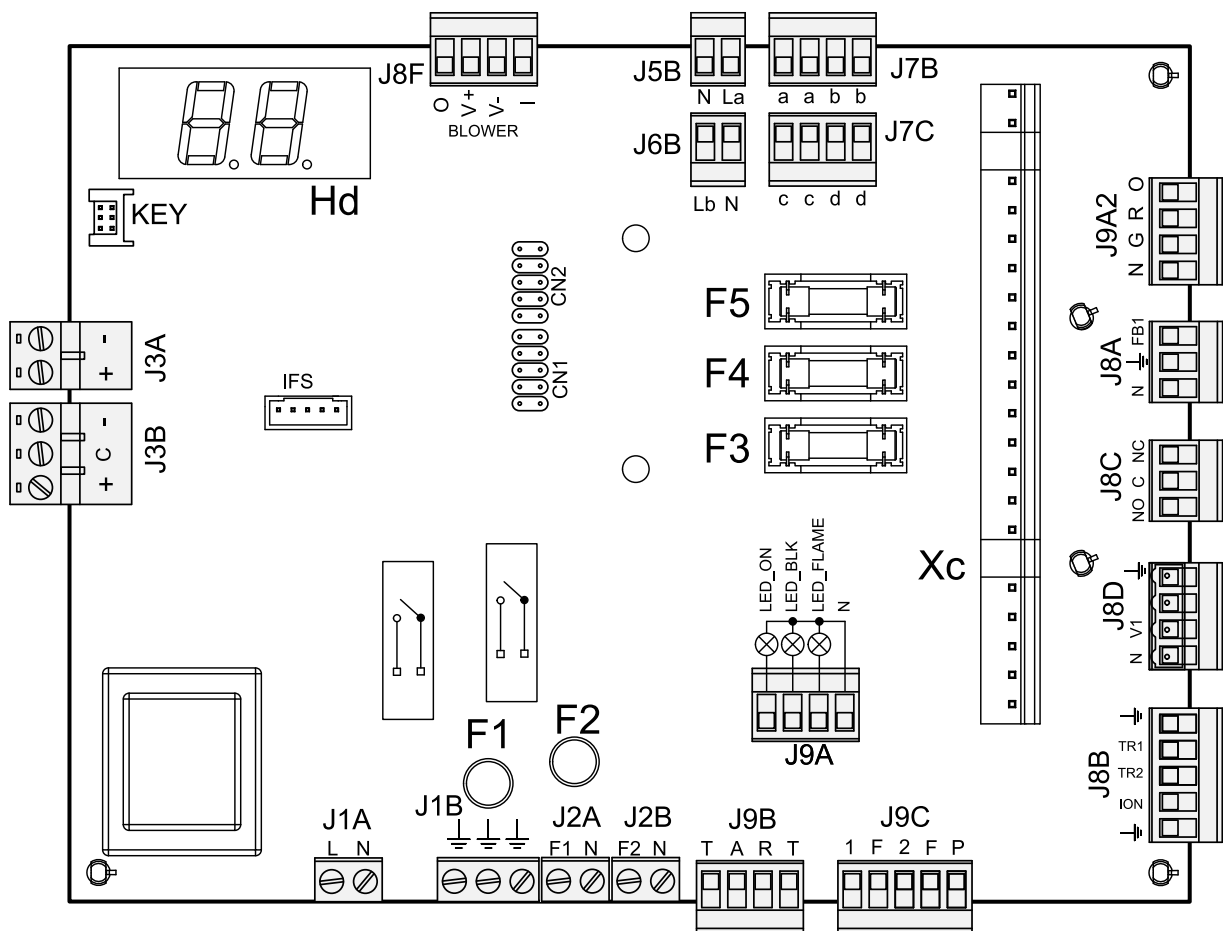 J8F
O V+ V- I
BLOWER
J5B
N La
J7B
a a b b
J6B
Lb N
J7C
c c d d
Hd
KEY
J9A2
O
R
G
N
CN2
CN1
F5
F4
F3
J3A
-
+
J3B
-
C
+
IFS
J8A
FB1
N
J8C
NC
C
NO
Xc
J8D
V1
N
LED_ON
LED_BLK
LED_FLAME
N
J9A
J8B
TR1
TR2
ION
F1
F2
J1A
L N
J1B
J2A
F1 N
J2B
F2 N
J9B
T A R T
J9C
1 F 2 F P